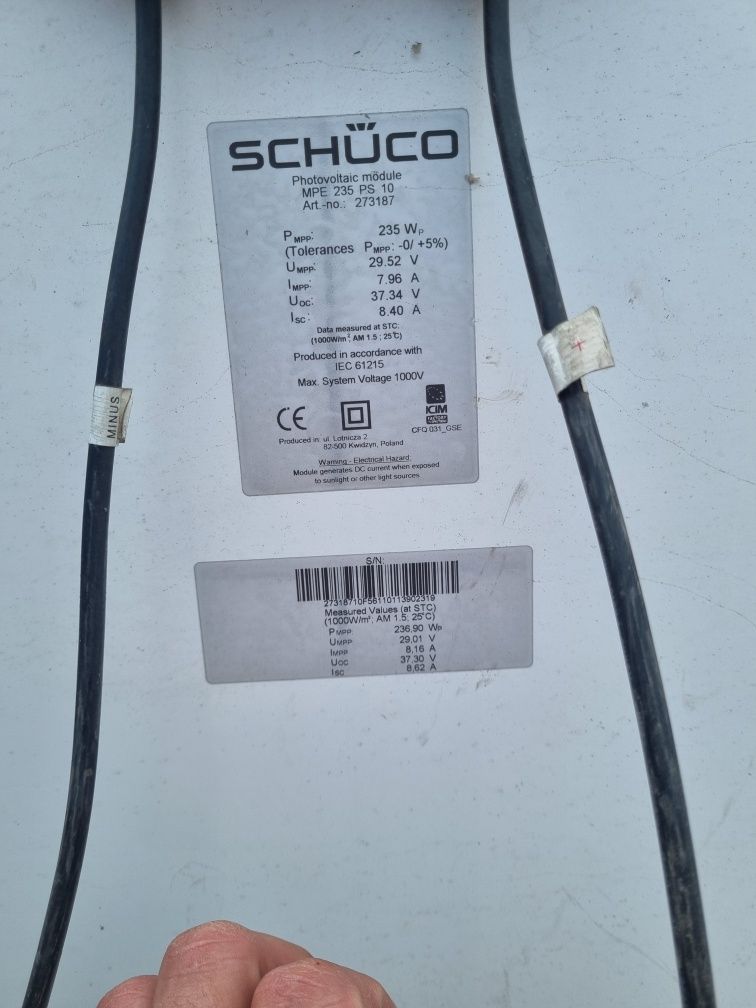 SCHÜCO
Photovoltaic module
MPE 235 PS 10
Art.-no.: 273187
PMPP: 235 WP
(Tolerances PMPP: -0/ +5%)
UMPP: 29.52 V
IMPP: 7.96 A
UOC: 37.34 V
ISC: 8.40 A
Data measured at STC:
(1000W/m²; AM 1.5; 25°C)
Produced in accordance with
IEC 61215
Max. System Voltage 1000V
CE
ICIM
CFQ 031_GSE
Produced in: ul. Lotnicza 2
82-500 Kwidzyn, Poland
Warning - Electrical Hazard:
Module generates DC current when exposed
to sunlight or other light sources
+
MINUS
S/N:
27318710F56110113902319
Measured Values (at STC)
(1000W/m²; AM 1.5; 25°C)
PMPP: 236,90 Wp
UMPP: 29,01 V
IMPP 8,16 A
UOC 37,30 V
ISC 8,62 A